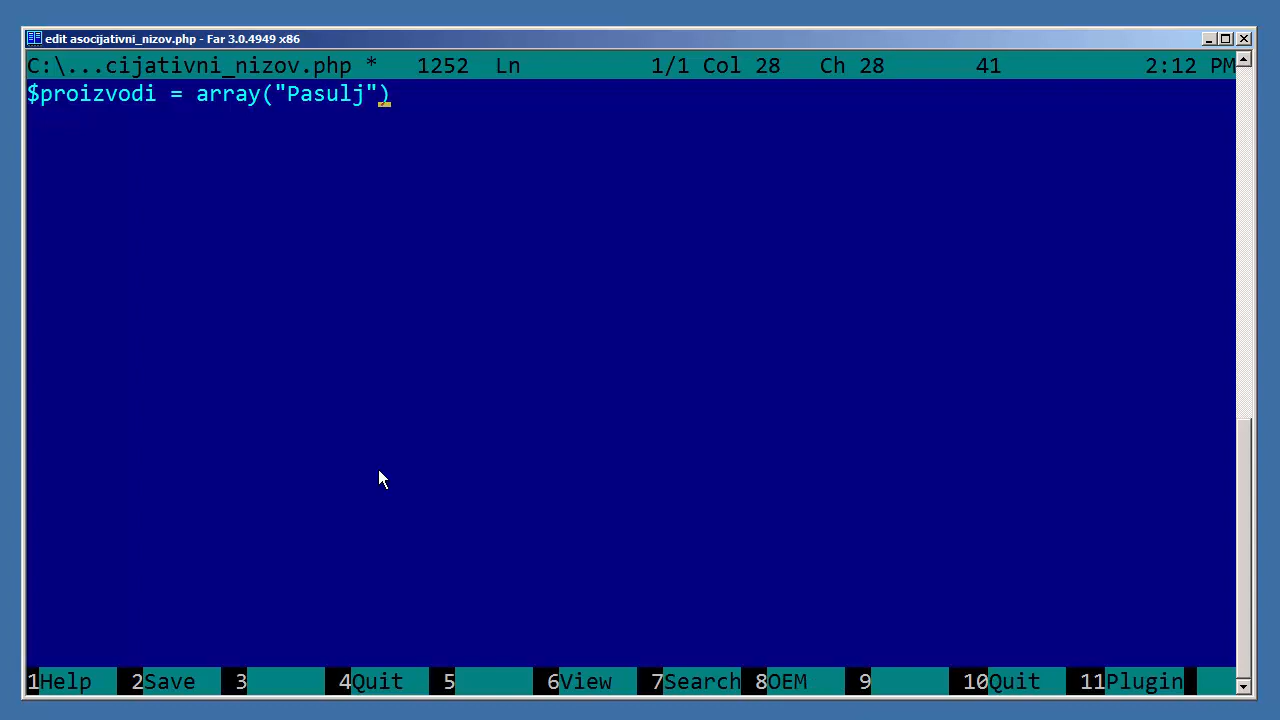 edit asocijativni_nizov.php - Far 3.0.4949 x86
C:\...cijativni_nizov.php * 1252 Ln 1/1 Col 28 Ch 28 41 2:12 PM
$proizvodi = array("Pasulj")
1Help 2Save 3 4Quit 5 6View 7Search 8OEM 9 10Quit 11Plugin